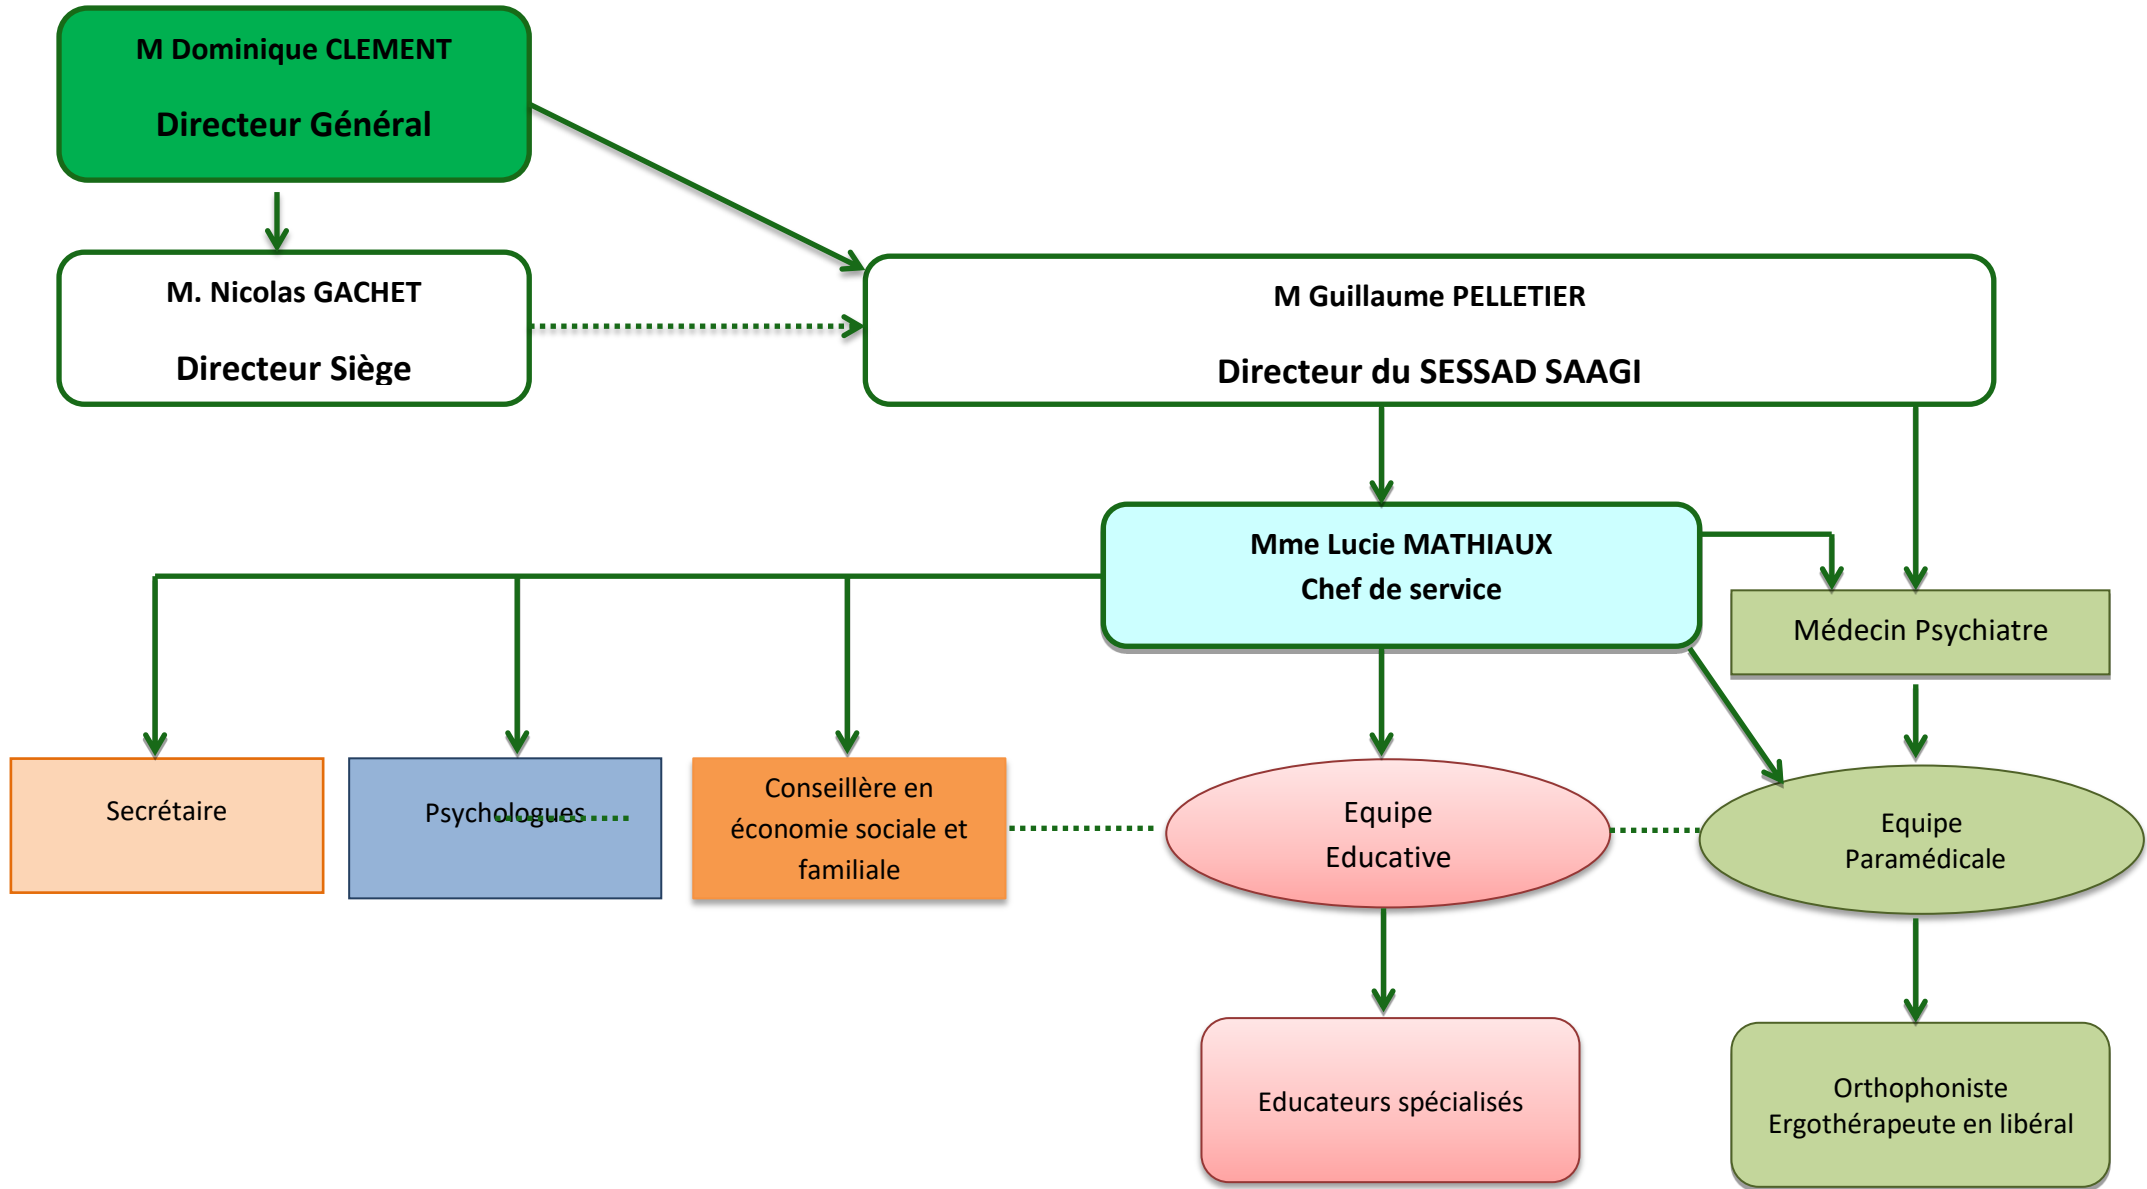 M Dominique CLEMENT
Directeur Général
M. Nicolas GACHET
Directeur Siège
M Guillaume PELLETIER
Directeur du SESSAD SAAGI
Mme Lucie MATHIAUX
Chef de service
Médecin Psychiatre
Secrétaire
Psychologues
Conseillère en
économie sociale et
familiale
Equipe
Educative
Equipe
Paramédicale
Educateurs spécialisés
Orthophoniste
Ergothérapeute en libéral